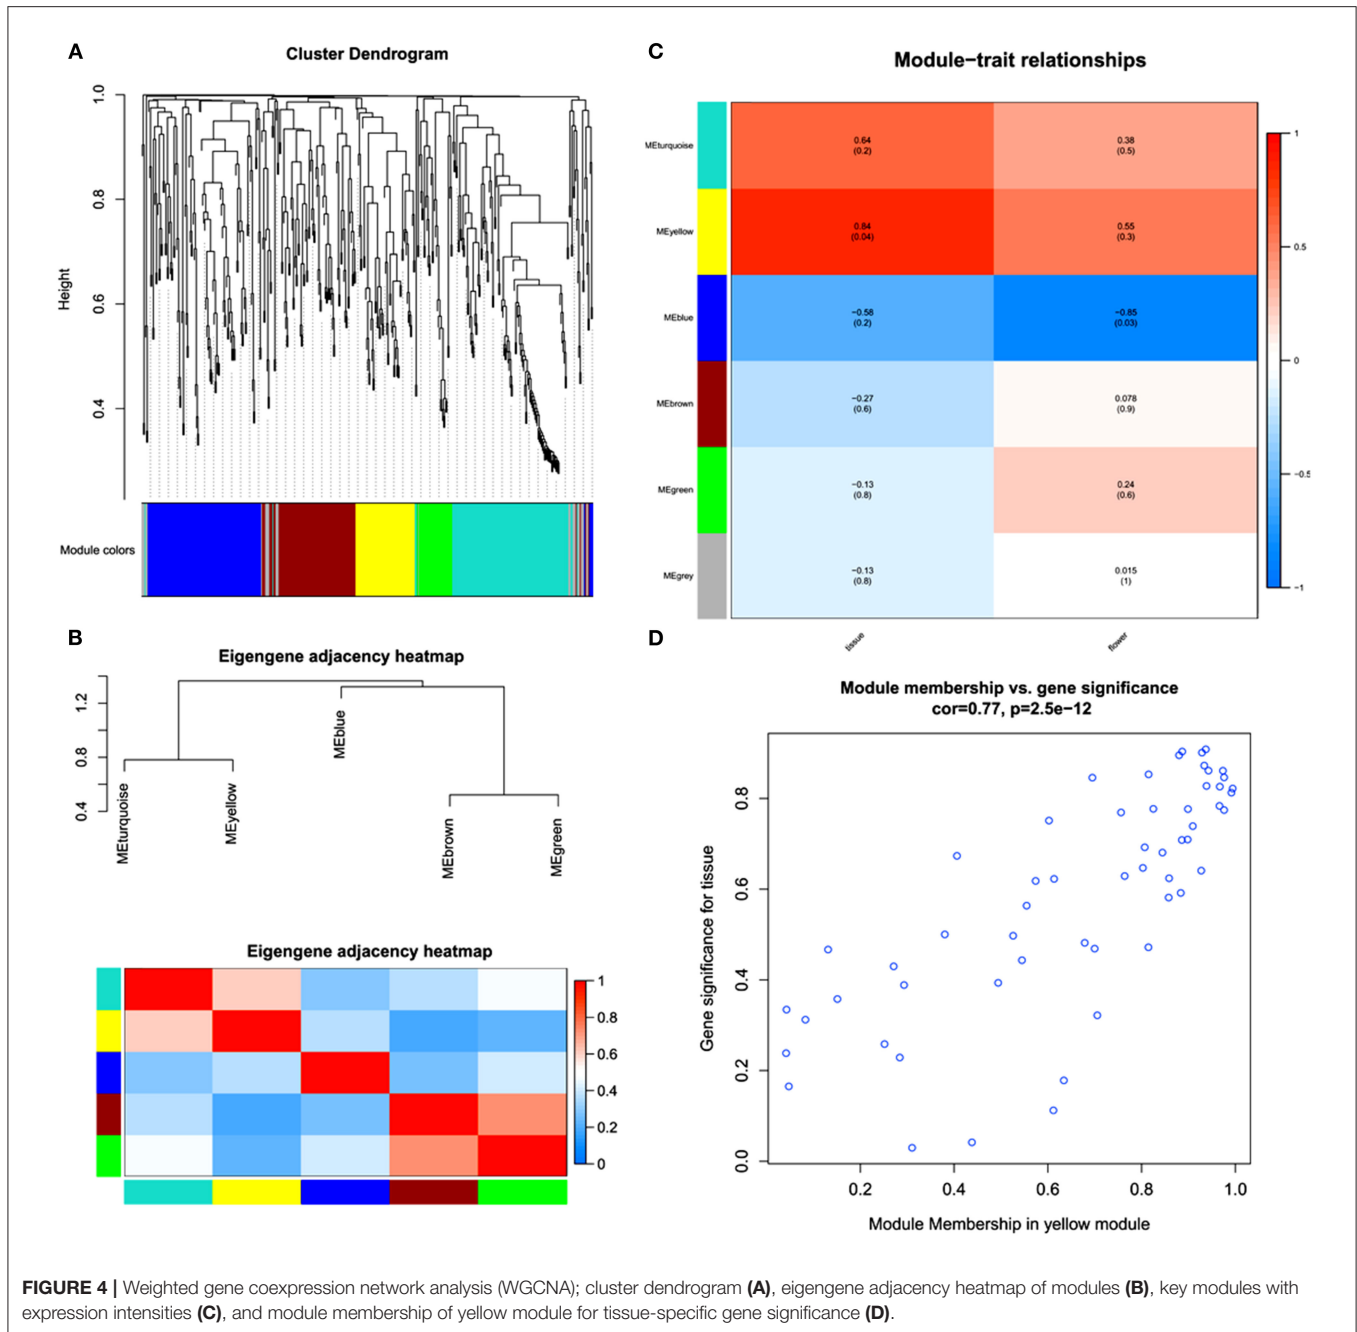 A
Cluster Dendrogram
Height
1.0
0.8
0.6
0.4
Module colors
B
Eigengene adjacency heatmap
1.2
0.8
0.4
MEturquoise
MEyellow
MEblue
MEbrown
MEgreen
Eigengene adjacency heatmap
1
0.8
0.6
0.4
0.2
0
C
Module−trait relationships
MEturquoise
0.64
(0.2)
0.38
(0.5)
MEyellow
0.84
(0.04)
0.55
(0.3)
MEblue
−0.58
(0.2)
−0.85
(0.03)
MEbrown
−0.27
(0.6)
0.078
(0.9)
MEgreen
−0.13
(0.8)
0.24
(0.6)
MEgrey
−0.13
(0.8)
0.015
(1)
tissue
flower
1
0.5
0
−0.5
−1
D
Module membership vs. gene significance
cor=0.77, p=2.5e−12
Gene significance for tissue
0.8
0.6
0.4
0.2
0.0
0.2 0.4 0.6 0.8 1.0
Module Membership in yellow module
FIGURE 4 | Weighted gene coexpression network analysis (WGCNA); cluster dendrogram (A), eigengene adjacency heatmap of modules (B), key modules with
expression intensities (C), and module membership of yellow module for tissue-specific gene significance (D).